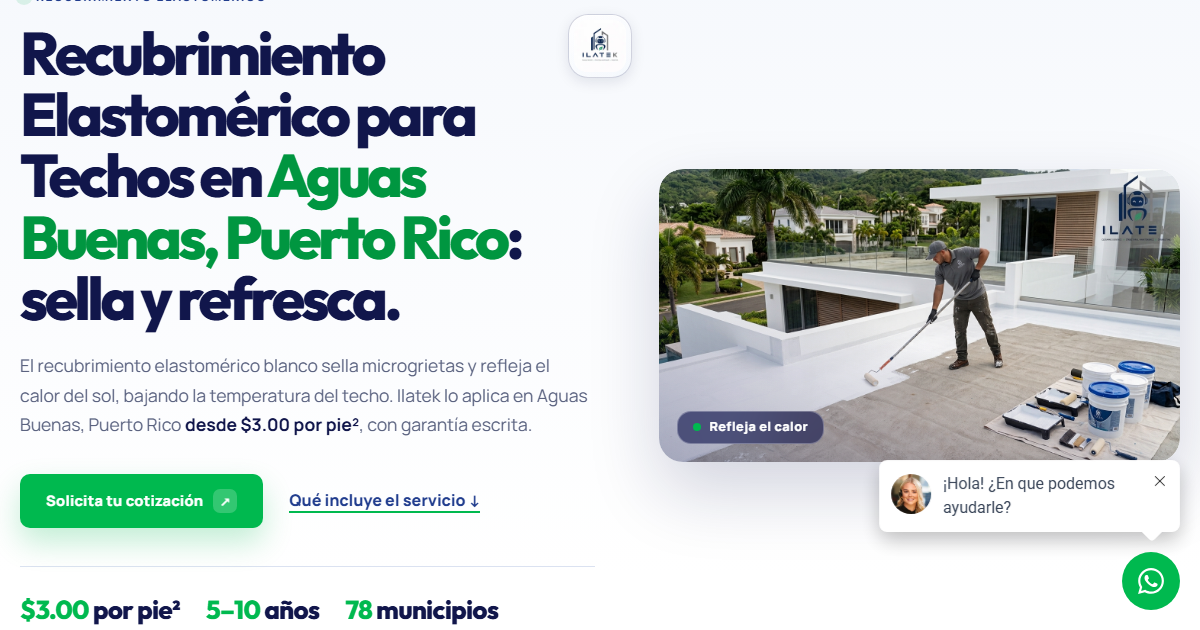 Recubrimiento
Elastomérico para
Techos en Aguas
Buenas, Puerto Rico:
sella y refresca.
El recubrimiento elastomérico blanco sella microgrietas y refleja el
calor del sol, bajando la temperatura del techo. Ilatek lo aplica en Aguas
Buenas, Puerto Rico desde $3.00 por pie², con garantía escrita.
Solicita tu cotización ↗
Qué incluye el servicio ↓
$3.00 por pie² 5–10 años 78 municipios
ILATEK
ILATE
Refleja el calor
¡Hola! ¿En que podemos
ayudarle?